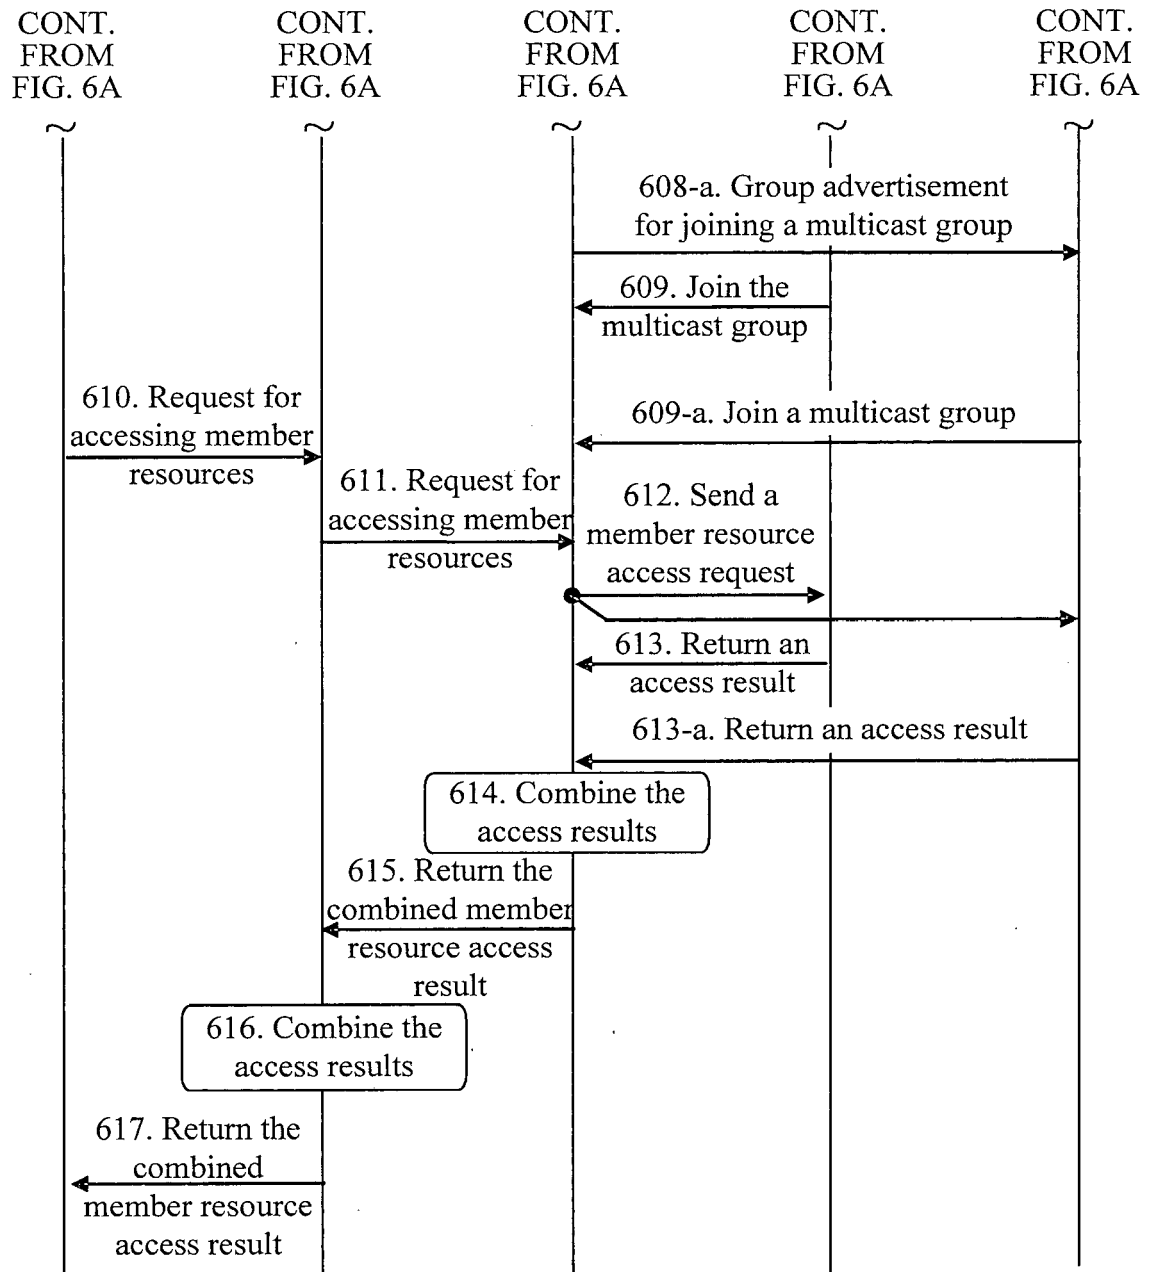 CONT.
FROM
FIG. 6A
CONT.
FROM
FIG. 6A
CONT.
FROM
FIG. 6A
CONT.
FROM
FIG. 6A
CONT.
FROM
FIG. 6A
608-a. Group advertisement
for joining a multicast group
609. Join the
multicast group
610. Request for
accessing member
resources
609-a. Join a multicast group
611. Request for
accessing member
resources
612. Send a
member resource
access request
613. Return an
access result
613-a. Return an access result
614. Combine the
access results
615. Return the
combined member
resource access
result
616. Combine the
access results
617. Return the
combined
member resource
access result